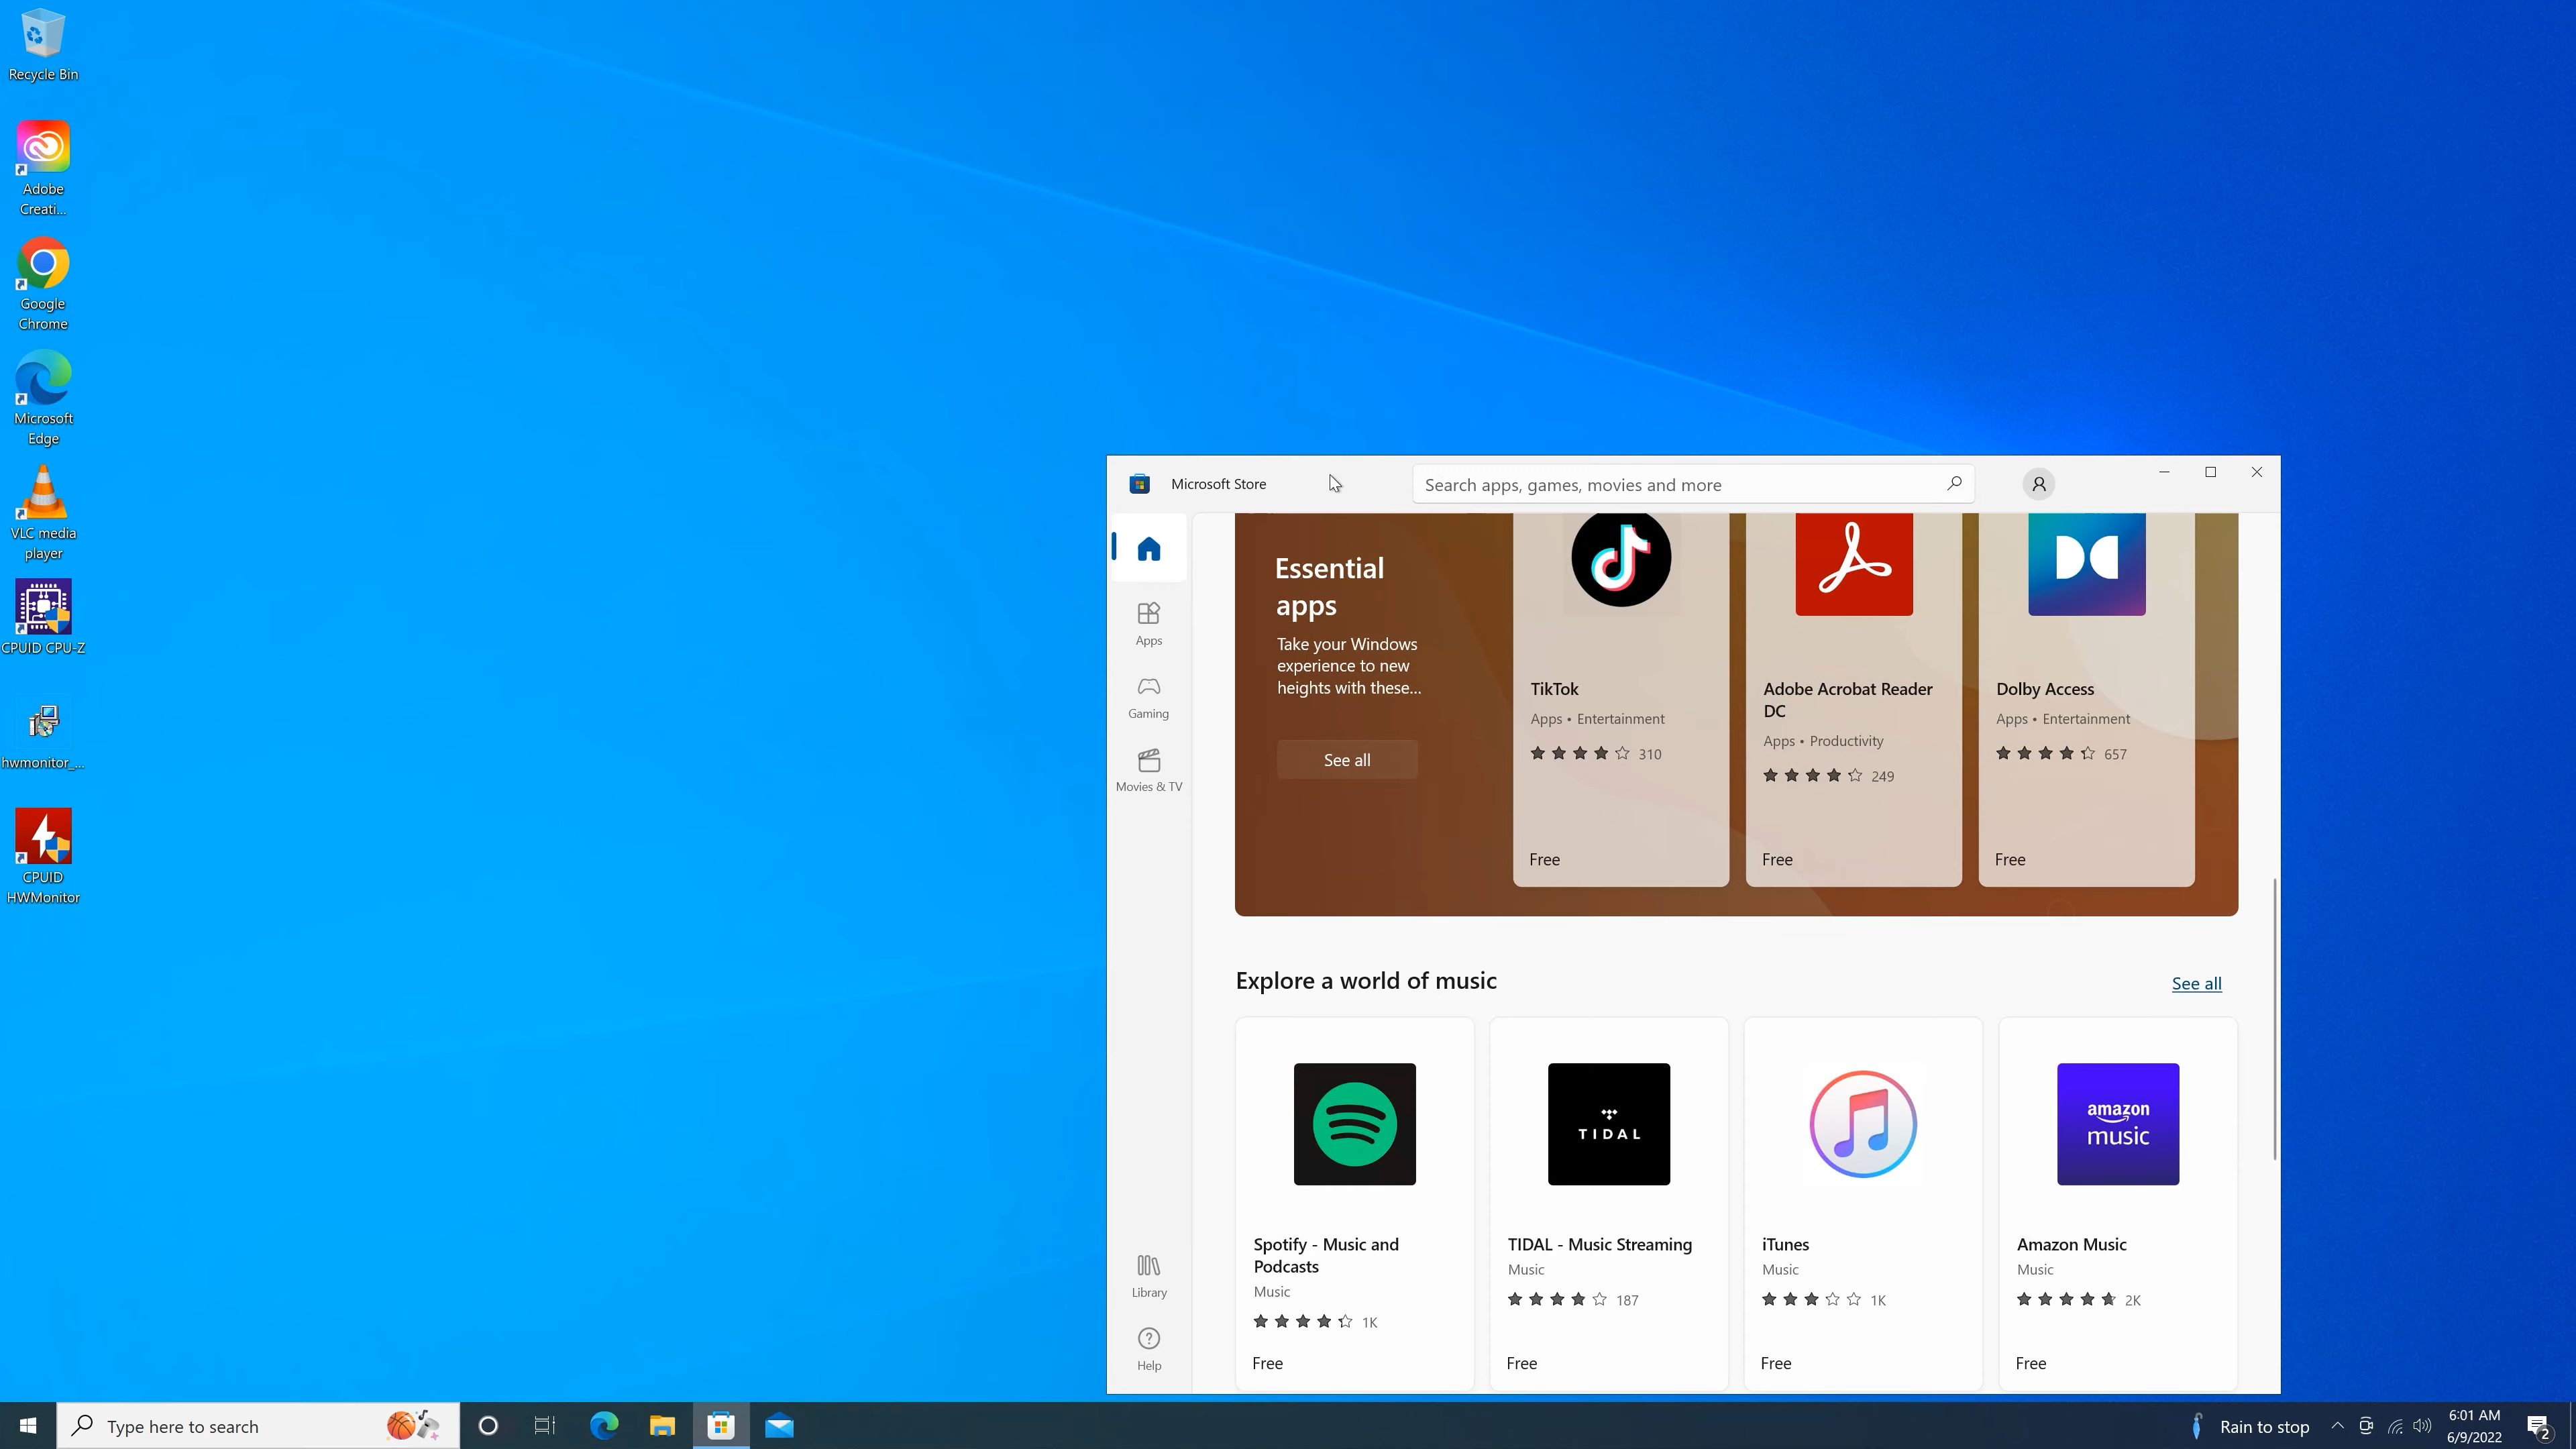 Recycle Bin
Adobe
Creati...
Google
Chrome
Microsoft
Edge
VLC media
player
CPUID CPU-Z
hwmonitor_...
CPUID
HWMonitor
Microsoft Store
Search apps, games, movies and more
Apps
Gaming
Movies & TV
Library
Help
Essential
apps
Take your Windows
experience to new
heights with these...
See all
TikTok
Apps • Entertainment
310
Free
Adobe Acrobat Reader
DC
Apps • Productivity
249
Free
Dolby Access
Apps • Entertainment
657
Free
Explore a world of music
See all
Spotify - Music and
Podcasts
Music
1K
Free
TIDAL
TIDAL - Music Streaming
Music
187
Free
iTunes
Music
1K
Free
amazon
music
Amazon Music
Music
2K
Free
Type here to search
Rain to stop
6:01 AM
6/9/2022
2